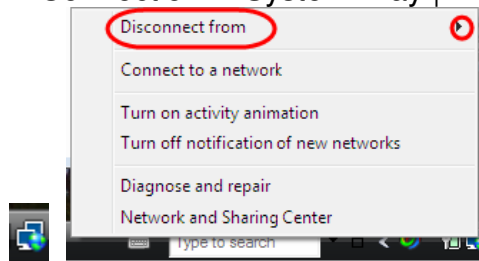 Disconnect from
Connect to a network
Turn on activity animation
Turn off notification of new networks
Diagnose and repair
Network and Sharing Center
Type to search